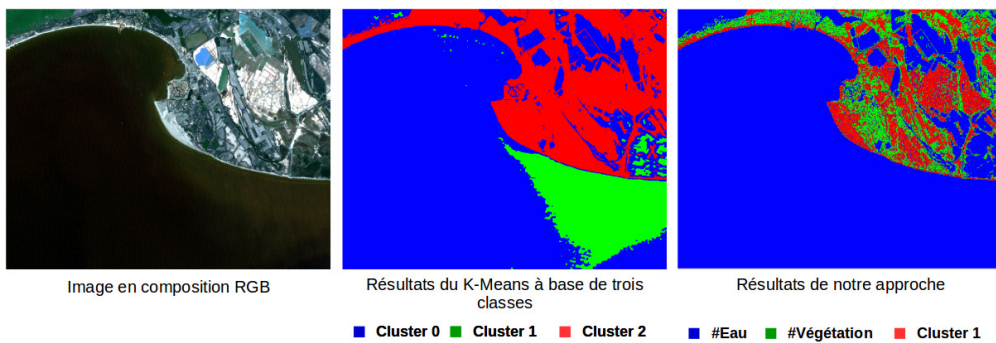 Image en composition RGB
Résultats du K-Means à base de trois
classes
Cluster 0 Cluster 1 Cluster 2
Résultats de notre approche
#Eau #Végétation Cluster 1